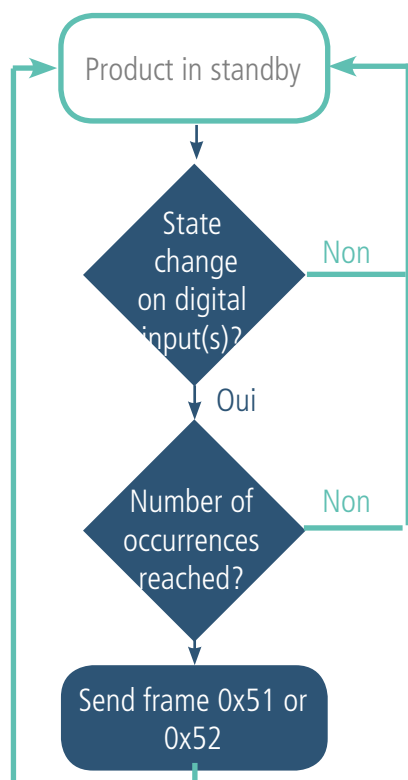 Product in standby
State
change
on digital
input(s)?
Non
Oui
Number of
occurrences
reached?
Non
Send frame 0x51 or
0x52